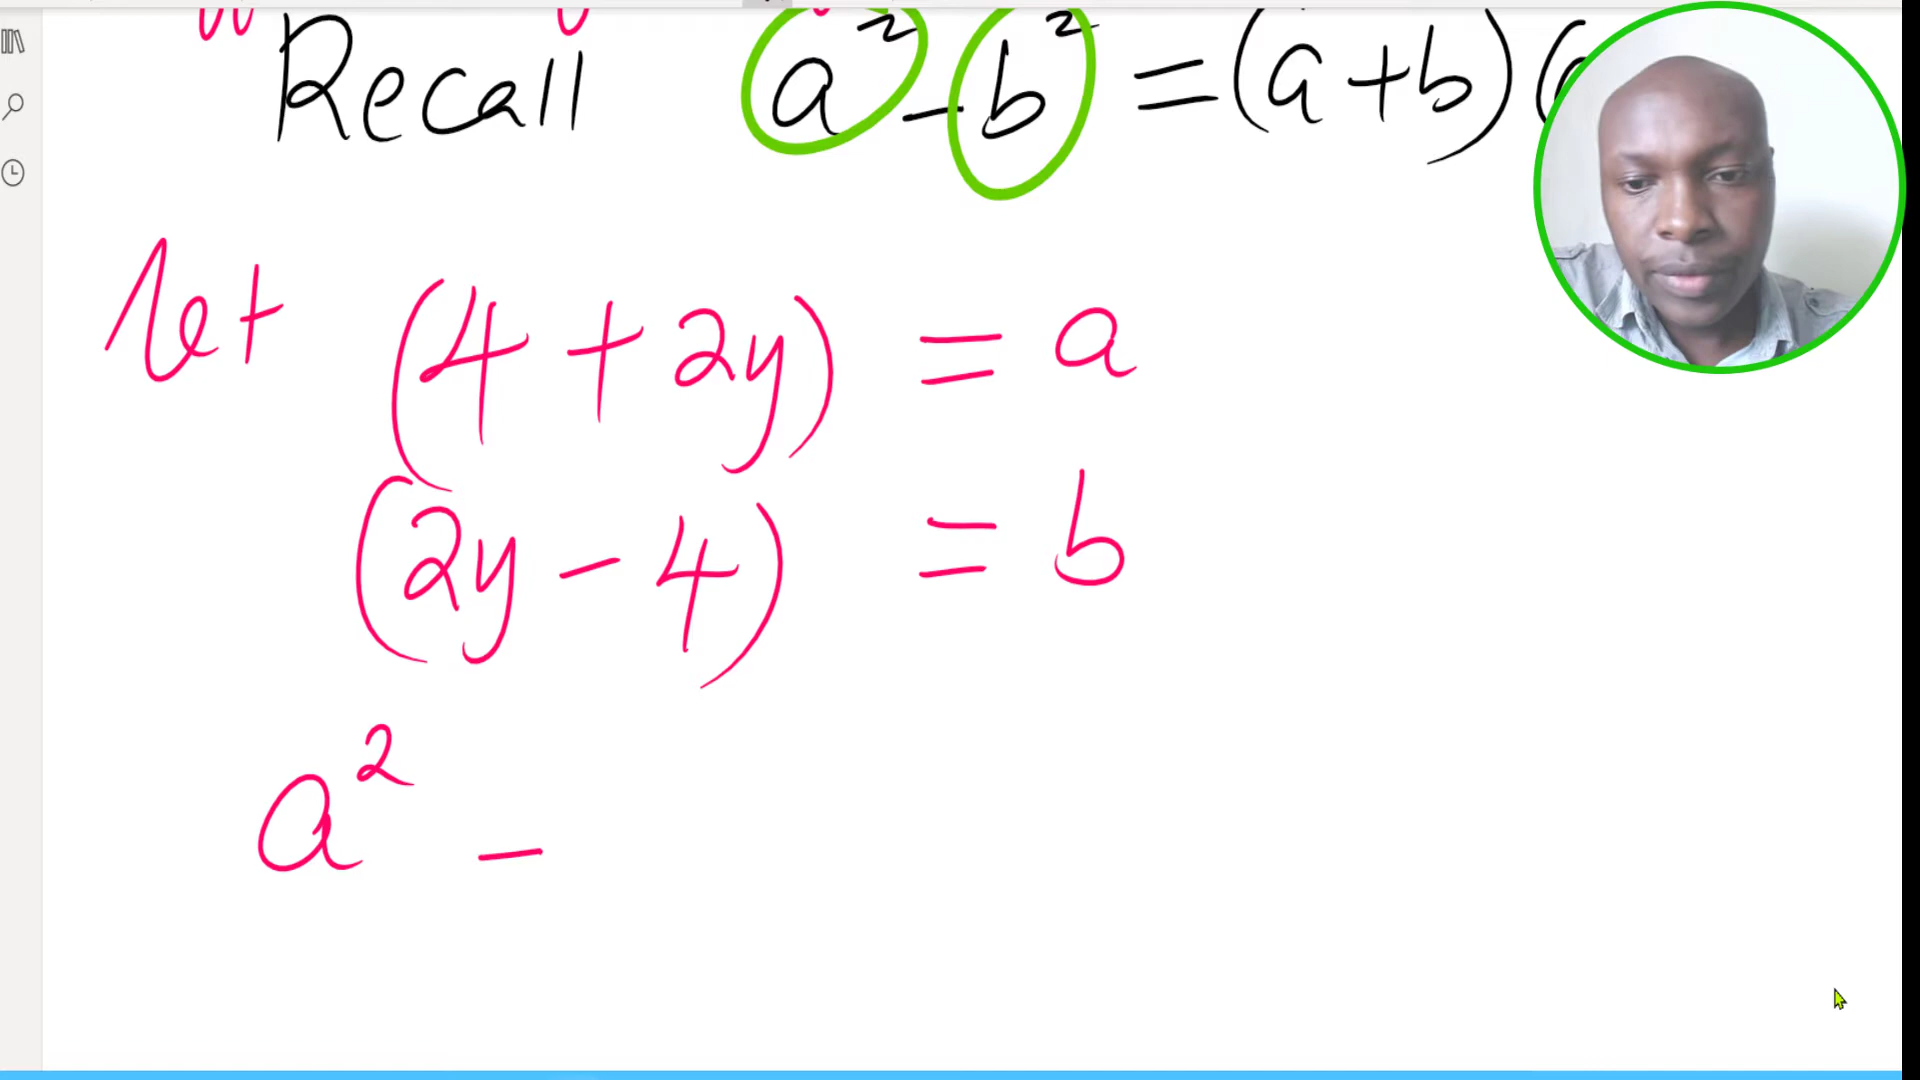 Recall a² - b² = (a+b)(
let (4 + 2y) = a
(2y - 4) = b
a² -